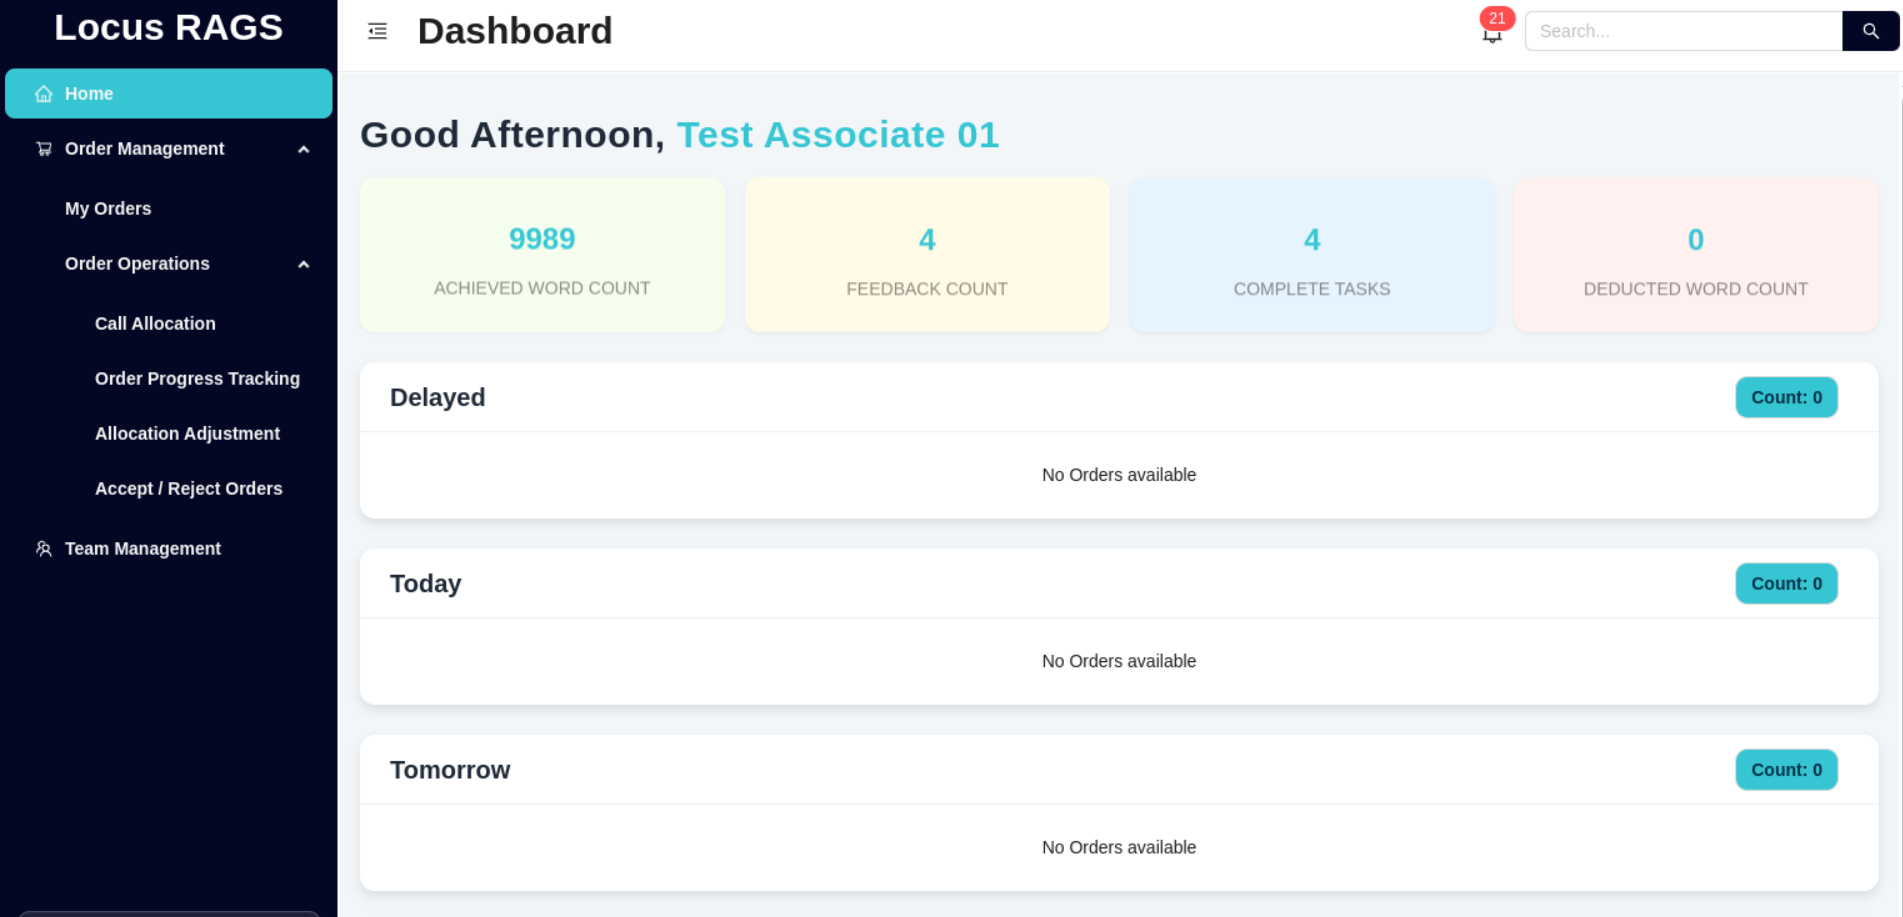 Locus RAGS
Home
Order Management
My Orders
Order Operations
Call Allocation
Order Progress Tracking
Allocation Adjustment
Accept / Reject Orders
Team Management
Dashboard
21
Search...
Good Afternoon, Test Associate 01
9989
ACHIEVED WORD COUNT
4
FEEDBACK COUNT
4
COMPLETE TASKS
0
DEDUCTED WORD COUNT
Delayed
Count: 0
No Orders available
Today
Count: 0
No Orders available
Tomorrow
Count: 0
No Orders available